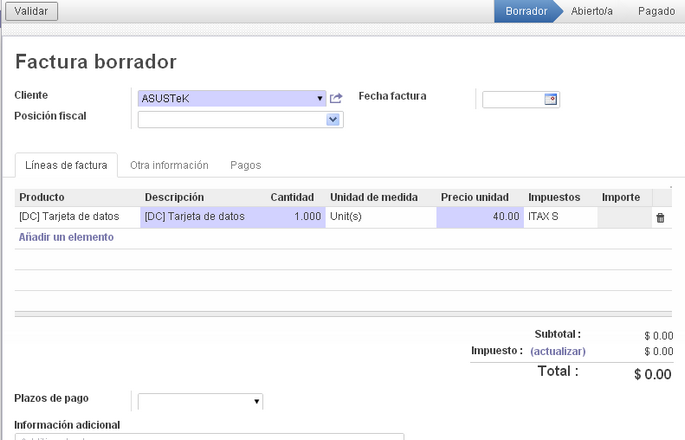 Validar
Borrador Abierto/a Pagado
Factura borrador
Cliente ASUSTeK Fecha factura
Posición fiscal
Líneas de factura Otra información Pagos
Producto Descripción Cantidad Unidad de medida Precio unidad Impuestos Importe
[DC] Tarjeta de datos [DC] Tarjeta de datos 1.000 Unit(s) 40.00 ITAX S
Añadir un elemento
Subtotal : $ 0.00
Impuesto : (actualizar) $ 0.00
Total : $ 0.00
Plazos de pago
Información adicional